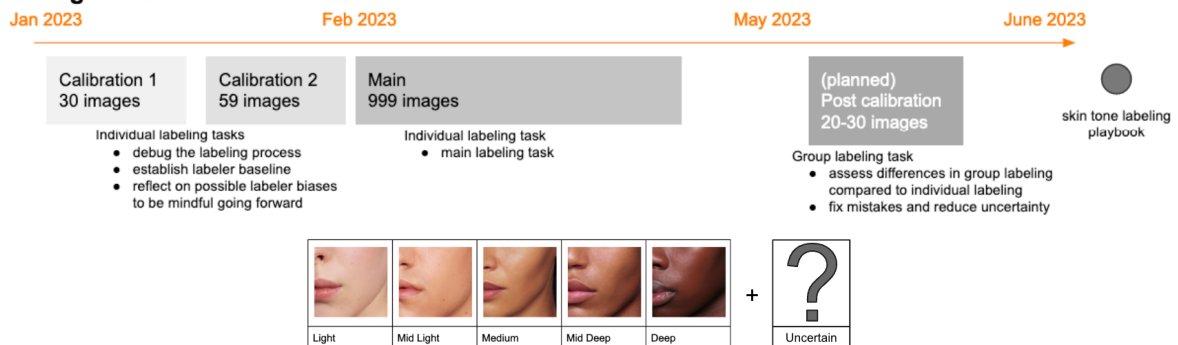 Jan 2023
Feb 2023
May 2023
June 2023
Calibration 1
30 images
Calibration 2
59 images
Main
999 images
(planned)
Post calibration
20-30 images
skin tone labeling
playbook
Individual labeling tasks
● debug the labeling process
● establish labeler baseline
● reflect on possible labeler biases
to be mindful going forward
Individual labeling task
● main labeling task
Group labeling task
● assess differences in group labeling
compared to individual labeling
● fix mistakes and reduce uncertainty
Light
Mid Light
Medium
Mid Deep
Deep
+
?
Uncertain